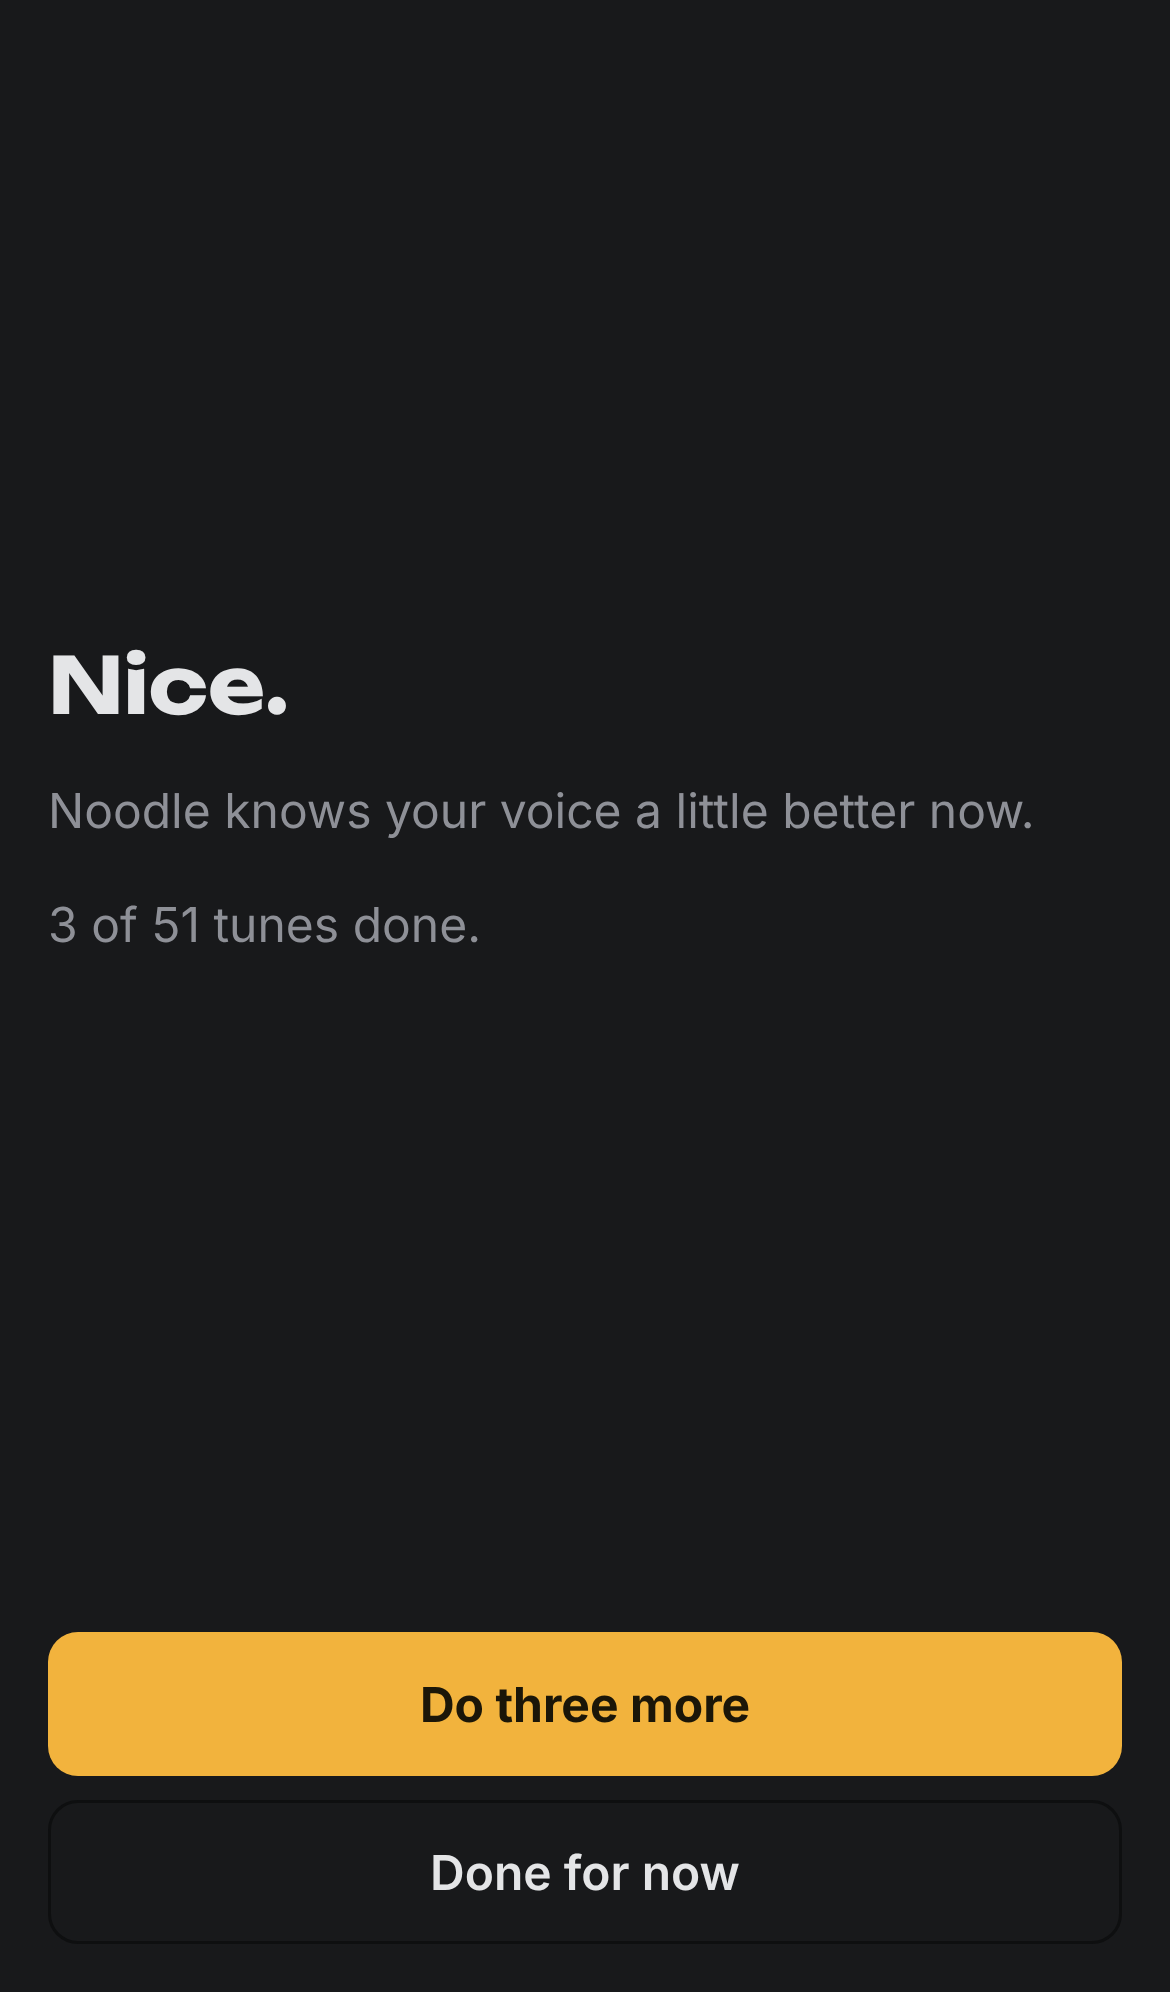 Nice.
Noodle knows your voice a little better now.
3 of 51 tunes done.
Do three more
Done for now